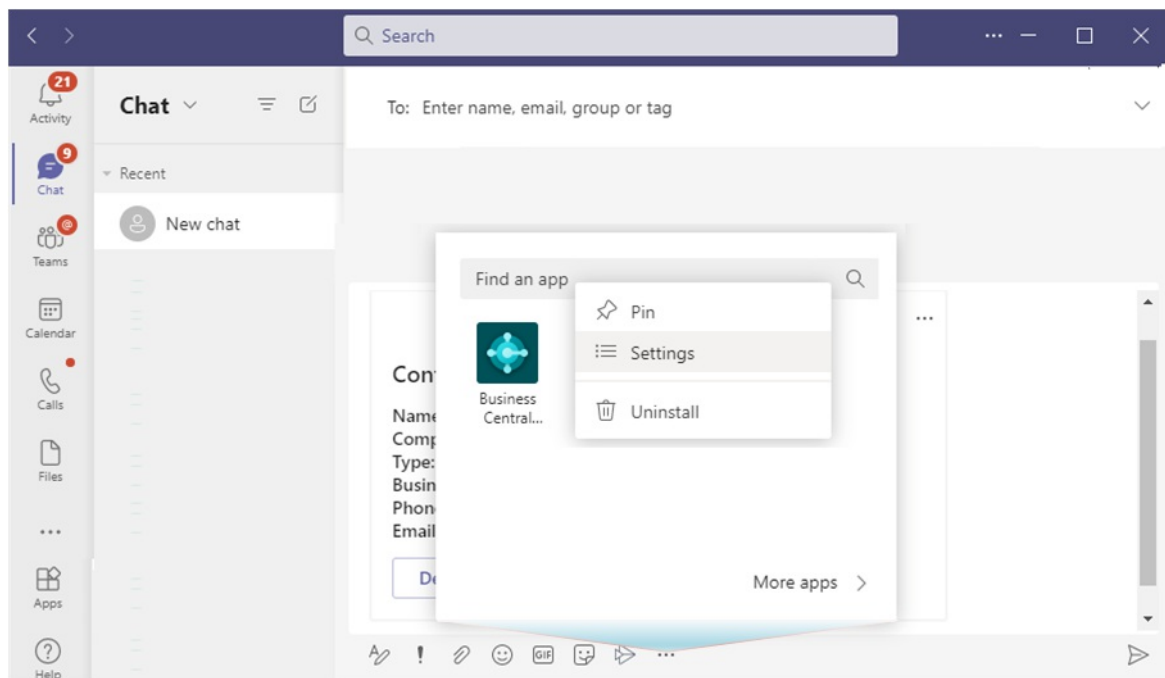 Search
21
Activity
9
Chat
@
Teams
Calendar
Calls
Files
Apps
Help
Chat
Recent
New chat
To: Enter name, email, group or tag
Find an app
Pin
Settings
Uninstall
Business
Central...
More apps
Con
Name
Comp
Type:
Busin
Phon
Email
De
GIF